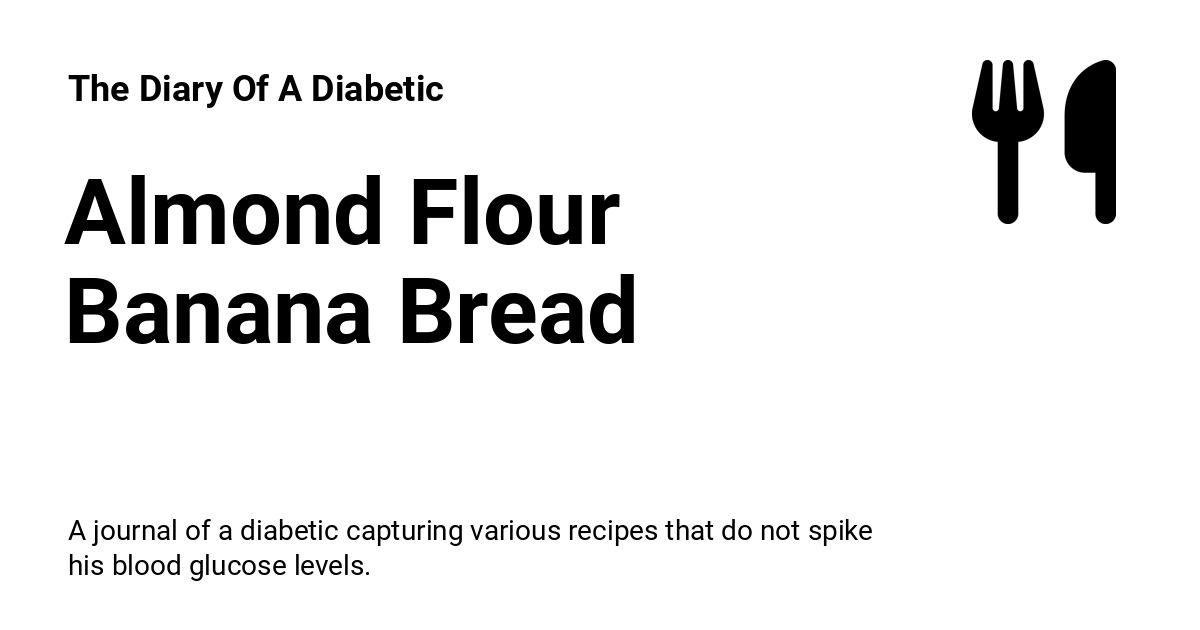 The Diary Of A Diabetic
Almond Flour
Banana Bread
A journal of a diabetic capturing various recipes that do not spike
his blood glucose levels.